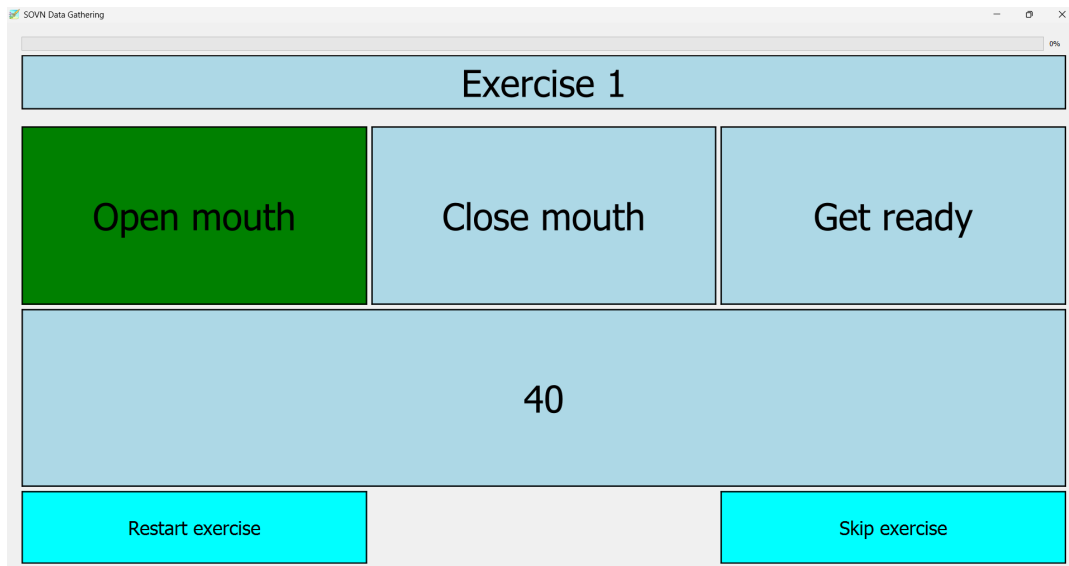 SOVN Data Gathering
0%
Exercise 1
Open mouth
Close mouth
Get ready
40
Restart exercise
Skip exercise